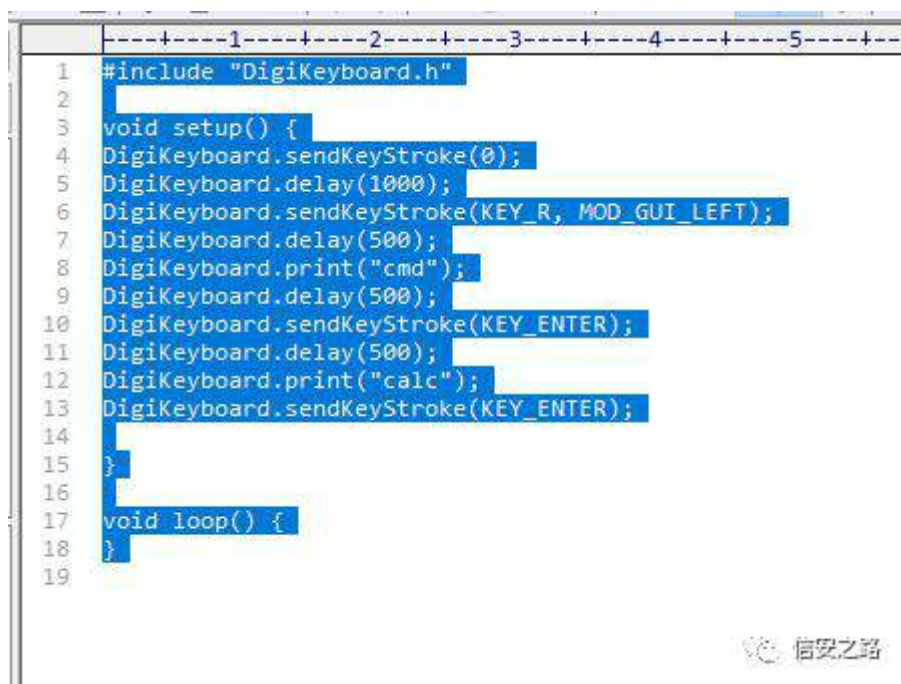 |----+----1----+----2----+----3----+----4----+----5----+--
1 #include "DigiKeyboard.h"
2
3 void setup() {
4 DigiKeyboard.sendKeyStroke(0);
5 DigiKeyboard.delay(1000);
6 DigiKeyboard.sendKeyStroke(KEY_R, MOD_GUI_LEFT);
7 DigiKeyboard.delay(500);
8 DigiKeyboard.print("cmd");
9 DigiKeyboard.delay(500);
10 DigiKeyboard.sendKeyStroke(KEY_ENTER);
11 DigiKeyboard.delay(500);
12 DigiKeyboard.print("calc");
13 DigiKeyboard.sendKeyStroke(KEY_ENTER);
14
15 }
16
17 void loop() {
18 }
19
信安之路